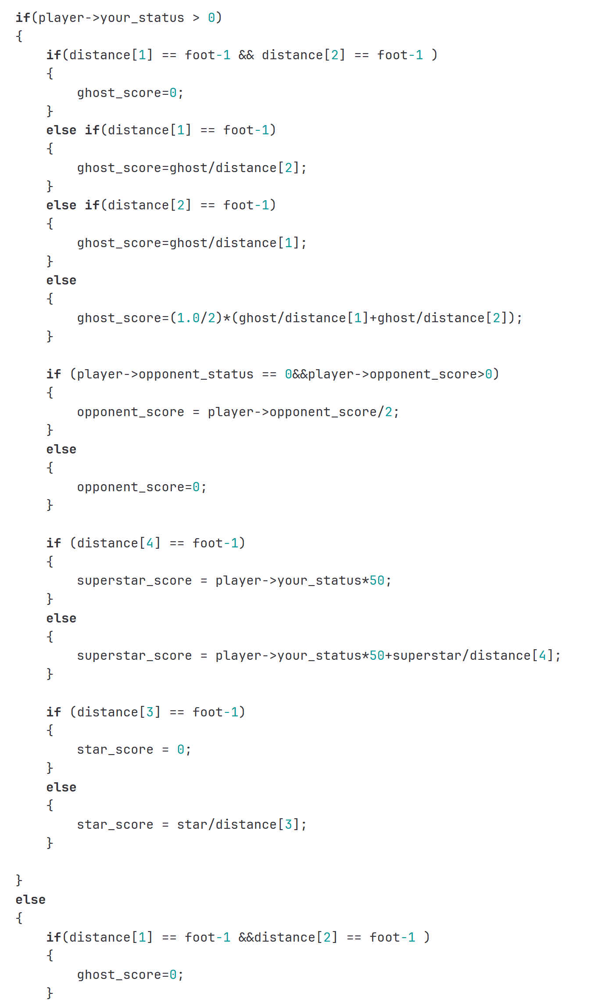 if(player->your_status > 0)
{
    if(distance[1] == foot-1 && distance[2] == foot-1 )
    {
        ghost_score=0;
    }
    else if(distance[1] == foot-1)
    {
        ghost_score=ghost/distance[2];
    }
    else if(distance[2] == foot-1)
    {
        ghost_score=ghost/distance[1];
    }
    else
    {
        ghost_score=(1.0/2)*(ghost/distance[1]+ghost/distance[2]);
    }

    if (player->opponent_status == 0&&player->opponent_score>0)
    {
        opponent_score = player->opponent_score/2;
    }
    else
    {
        opponent_score=0;
    }

    if (distance[4] == foot-1)
    {
        superstar_score = player->your_status*50;
    }
    else
    {
        superstar_score = player->your_status*50+superstar/distance[4];
    }

    if (distance[3] == foot-1)
    {
        star_score = 0;
    }
    else
    {
        star_score = star/distance[3];
    }

}
else
{
    if(distance[1] == foot-1 &&distance[2] == foot-1 )
    {
        ghost_score=0;
    }